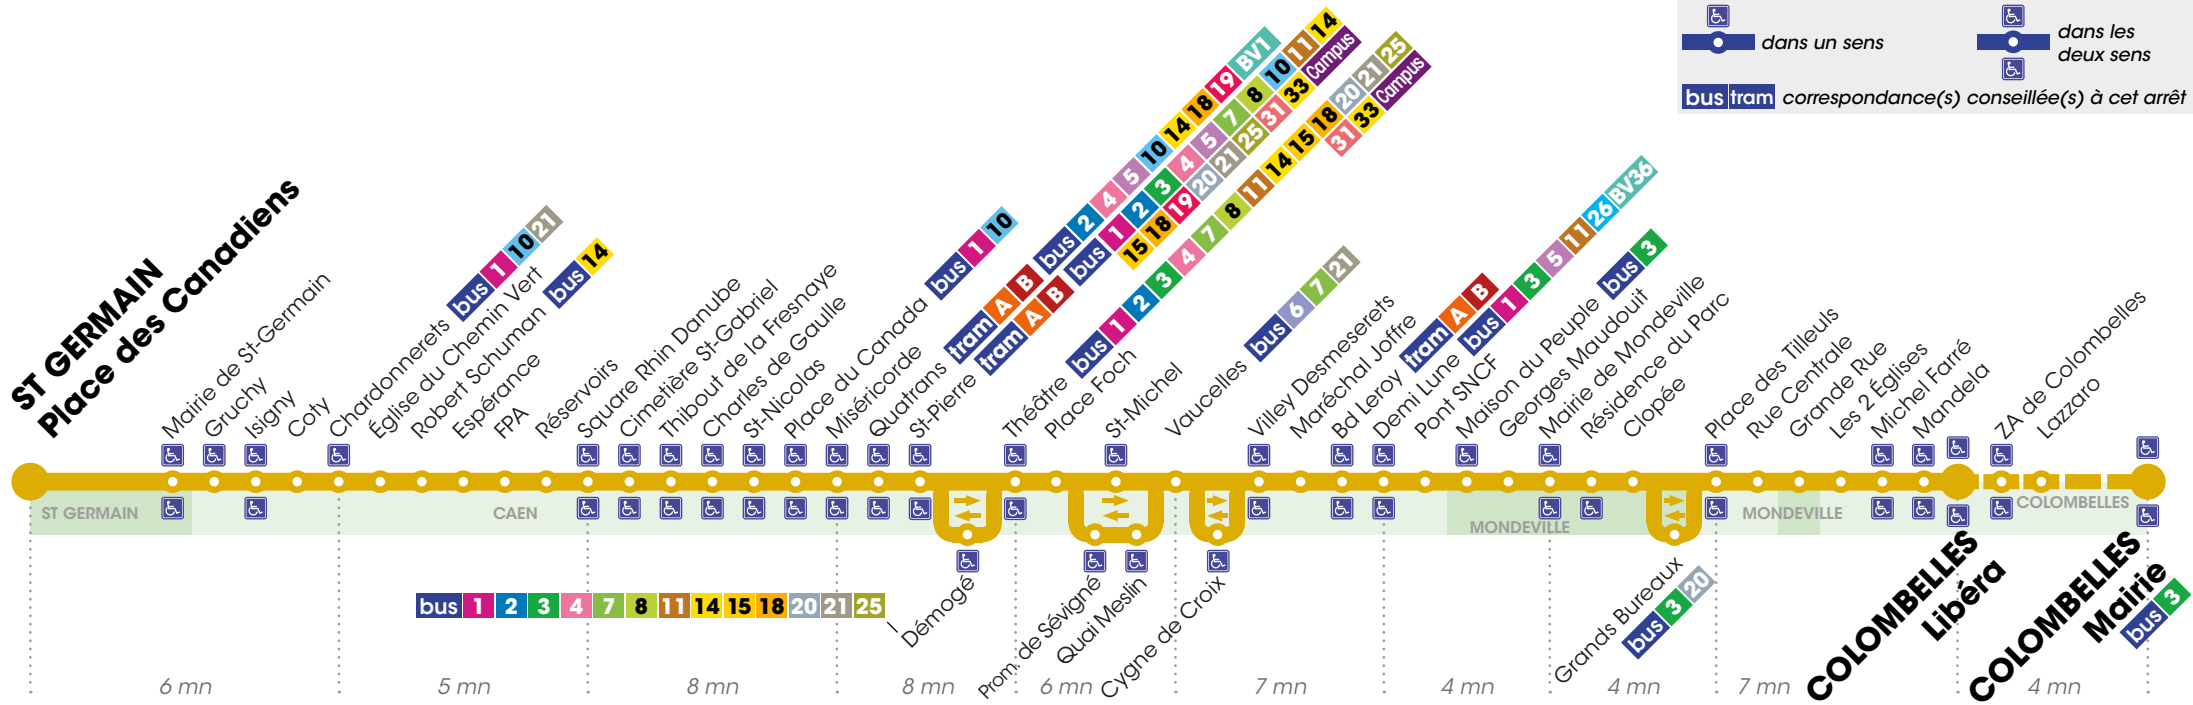 dans un sens
dans les
deux sens
bus tram correspondance(s) conseillée(s) à cet arrêt
ST GERMAIN
Place des Canadiens
Mairie de St-Germain
Gruchy
Isigny
Coty
Chardonnerets bus 1 10 21
Église du Chemin Vert
Robert Schuman bus 14
Espérance
FPA
Réservoirs
Square Rhin Danube
Cimetière St-Gabriel
Thibout de la Fresnaye
Charles de Gaulle
St-Nicolas
Place du Canada bus 1 10
Miséricorde
Quatrans tram A B bus 2 4 5 10 14 18 19 BV1
St-Pierre tram A B bus 1 2 3 4 5 7 8 10 11 14
15 18 19 20 21 25 31 33 Campus
Théâtre bus 1 2 3 4 7 8 11 14 15 18 20 21 25
31 33 Campus
Place Foch
St-Michel
Vaucelles bus 6 7 21
Villey Desmeserets
Maréchal Joffre
Bd Leroy tram A B
Demi Lune bus 1 3 5 11 26 BV36
Pont SNCF
Maison du Peuple bus 3
Georges Maudouit
Mairie de Mondeville
Résidence du Parc
Clopée
Place des Tilleuls
Rue Centrale
Grande Rue
Les 2 Églises
Michel Farré
Mandela
ZA de Colombelles
Lazzaro
ST GERMAIN
CAEN
MONDEVILLE
MONDEVILLE
COLOMBELLES
bus 1 2 3 4 7 8 11 14 15 18 20 21 25
Démogé
Prom. de Sévigné
Quai Meslin
Cygne de Croix
Grands Bureaux
bus 3 20
COLOMBELLES
Libéra
COLOMBELLES
Mairie
bus 3
6 mn
5 mn
8 mn
8 mn
6 mn
7 mn
4 mn
4 mn
7 mn
4 mn